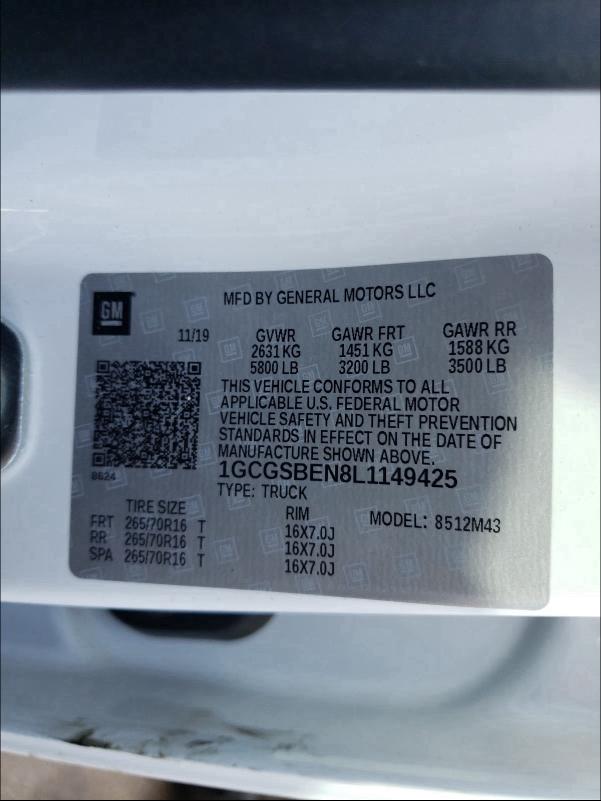 GM
MFD BY GENERAL MOTORS LLC
11/19 GVWR GAWR FRT GAWR RR
2631 KG 1451 KG 1588 KG
5800 LB 3200 LB 3500 LB
THIS VEHICLE CONFORMS TO ALL
APPLICABLE U.S. FEDERAL MOTOR
VEHICLE SAFETY AND THEFT PREVENTION
STANDARDS IN EFFECT ON THE DATE OF
MANUFACTURE SHOWN ABOVE.
8624
1GCGSBEN8L1149425
TYPE: TRUCK
TIRE SIZE RIM MODEL: 8512M43
FRT 265/70R16 T 16X7.0J
RR 265/70R16 T 16X7.0J
SPA 265/70R16 T 16X7.0J